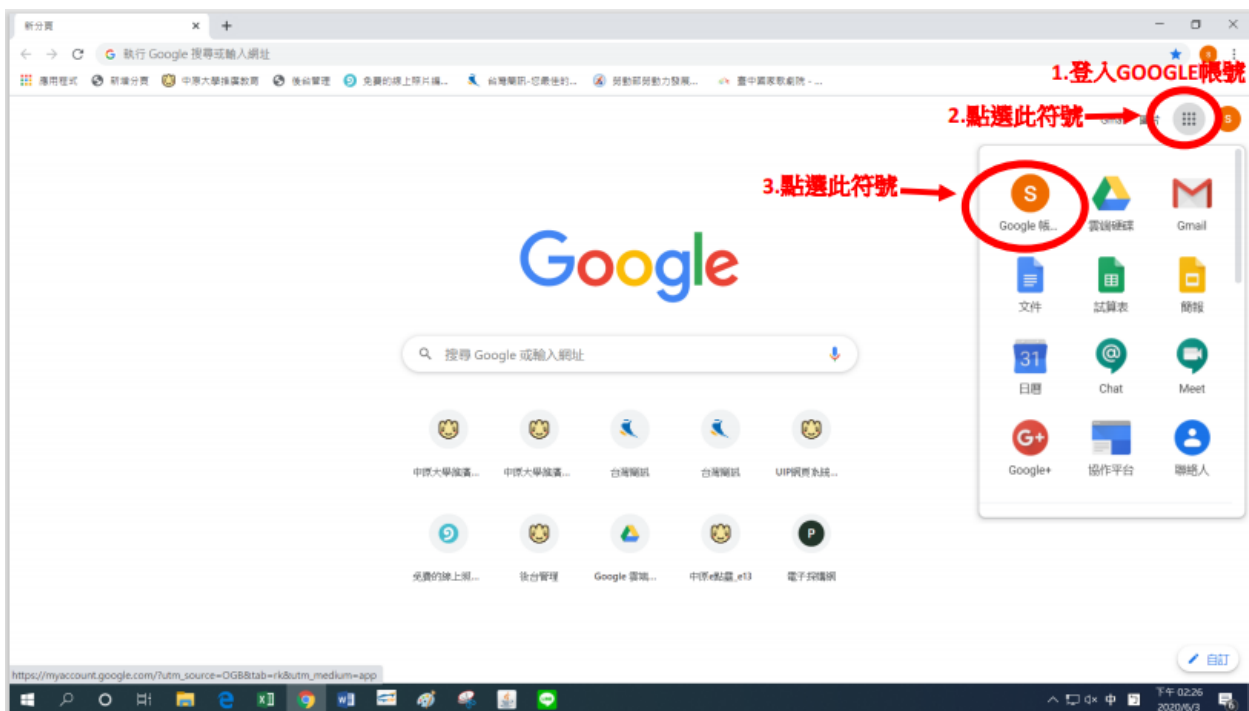 新分頁
執行 Google 搜尋或輸入網址
應用程式 新增分頁 中原大學推廣教育 後台管理 免費的線上照片編... 台灣簡訊-您最佳的... 勞動部勞動力發展... 臺中國家歌劇院 - ...
1.登入GOOGLE帳號
2.點選此符號
3.點選此符號
S
Google 帳... 雲端硬碟 Gmail
Google
文件 試算表 簡報
搜尋 Google 或輸入網址
31
日曆 Chat Meet
G+
Google+ 協作平台 聯絡人
中原大學推廣... 中原大學推廣... 台灣簡訊 台灣簡訊 UIP網頁系統...
P
免費的線上照... 後台管理 Google 雲端... 中原e點靈_e13 電子採購網
自訂
https://myaccount.google.com/?utm_source=OGB&tab=rk&utm_medium=app
中
下午 02:26
2020/6/3